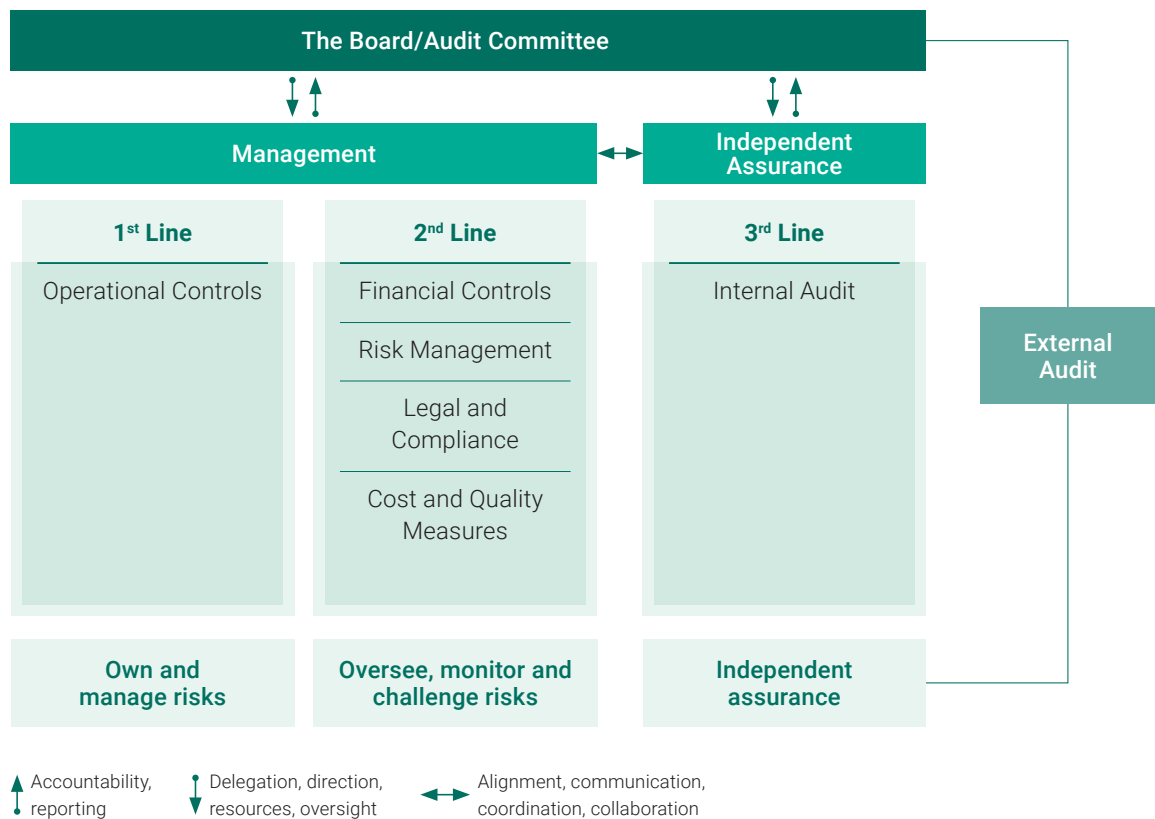 The Board/Audit Committee
Management
Independent
Assurance
1st Line
2nd Line
3rd Line
Operational Controls
Financial Controls
Risk Management
Legal and
Compliance
Cost and Quality
Measures
Internal Audit
External
Audit
Own and
manage risks
Oversee, monitor and
challenge risks
Independent
assurance
Accountability,
reporting
Delegation, direction,
resources, oversight
Alignment, communication,
coordination, collaboration